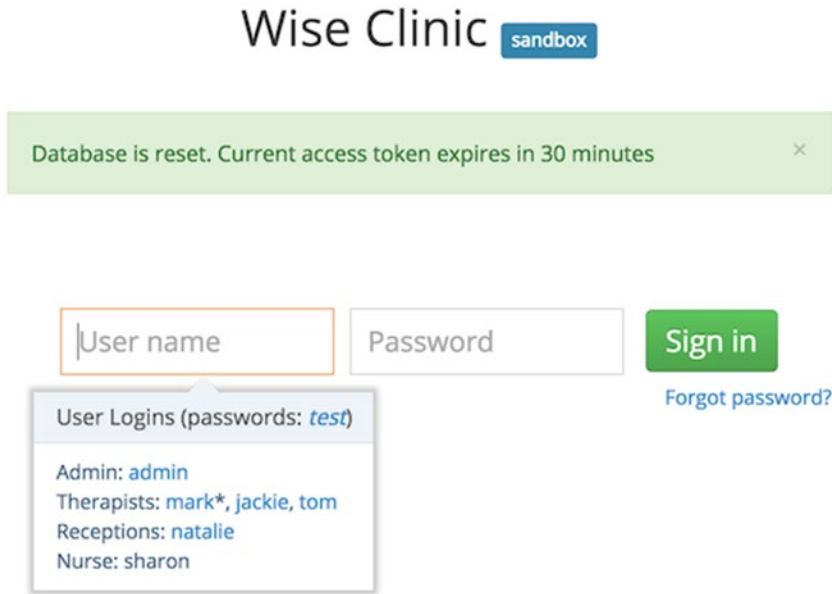 Wise Clinic sandbox
Database is reset. Current access token expires in 30 minutes ×
User name Password Sign in
Forgot password?
User Logins (passwords: test)
Admin: admin
Therapists: mark*, jackie, tom
Receptions: natalie
Nurse: sharon